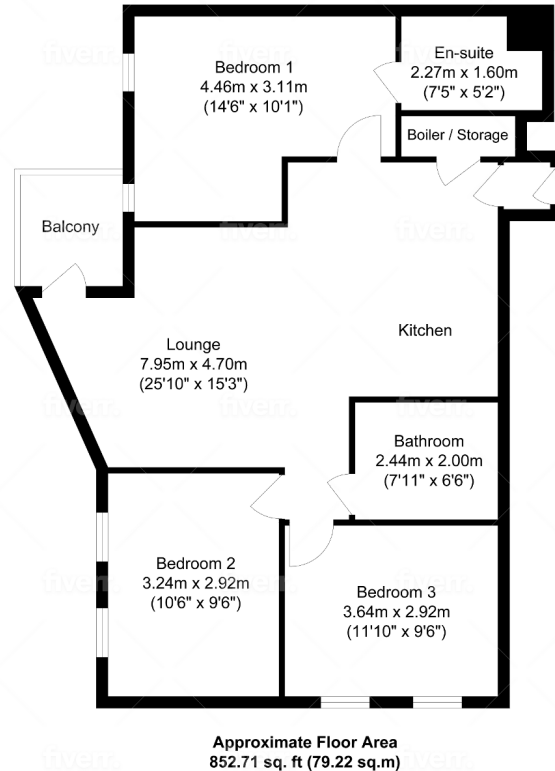 Bedroom 1
4.46m x 3.11m
(14'6" x 10'1")
En-suite
2.27m x 1.60m
(7'5" x 5'2")
Boiler / Storage
Balcony
Lounge
7.95m x 4.70m
(25'10" x 15'3")
Kitchen
Bathroom
2.44m x 2.00m
(7'11" x 6'6")
Bedroom 2
3.24m x 2.92m
(10'6" x 9'6")
Bedroom 3
3.64m x 2.92m
(11'10" x 9'6")
Approximate Floor Area
852.71 sq. ft (79.22 sq.m)